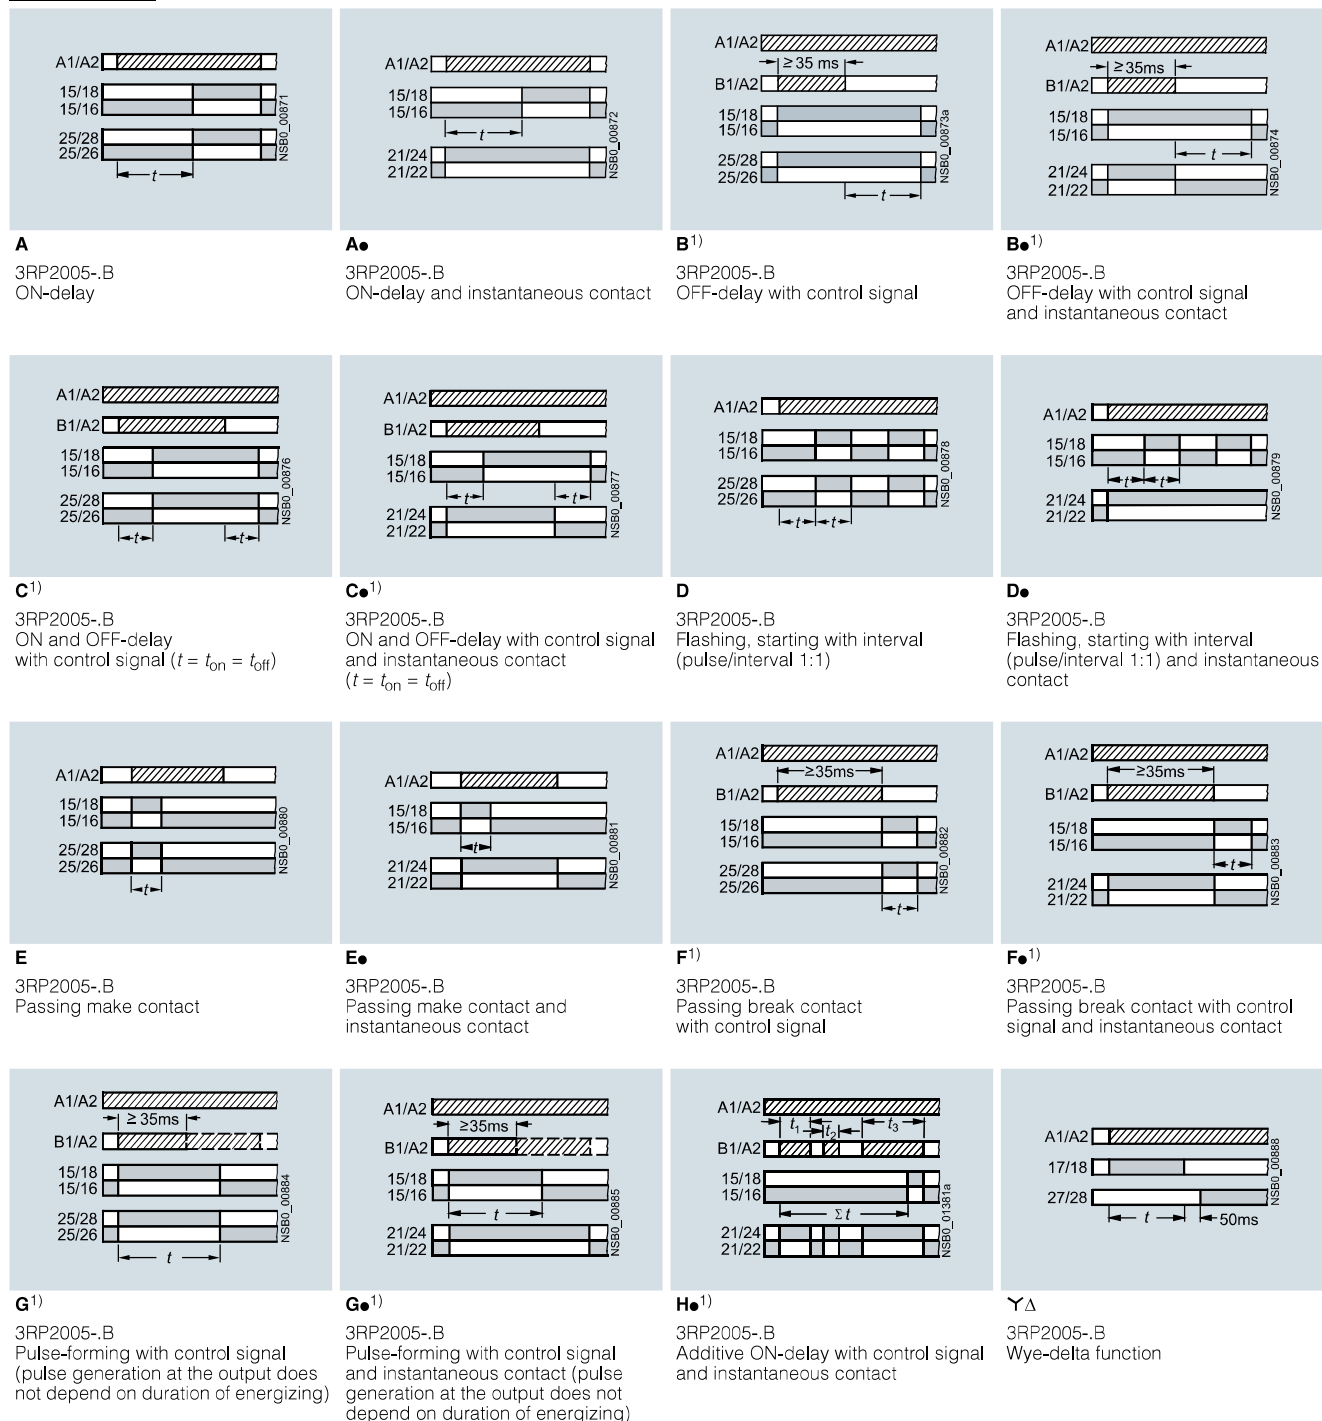 A1/A2
15/18
15/16
25/28
25/26
t
NSB0_00871
A
3RP2005-.B
ON-delay
A1/A2
15/18
15/16
t
21/24
21/22
NSB0_00872
A●
3RP2005-.B
ON-delay and instantaneous contact
A1/A2
≥35 ms
B1/A2
15/18
15/16
25/28
25/26
t
NSB0_00873a
B1)
3RP2005-.B
OFF-delay with control signal
A1/A2
≥35ms
B1/A2
15/18
15/16
t
21/24
21/22
NSB0_00874
B●1)
3RP2005-.B
OFF-delay with control signal
and instantaneous contact
A1/A2
B1/A2
15/18
15/16
25/28
25/26
t t
NSB0_00876
C1)
3RP2005-.B
ON and OFF-delay
with control signal (t = ton = toff)
A1/A2
B1/A2
15/18
15/16
t t
21/24
21/22
NSB0_00877
C●1)
3RP2005-.B
ON and OFF-delay with control signal
and instantaneous contact
(t = ton = toff)
A1/A2
15/18
15/16
25/28
25/26
t t
NSB0_00878
D
3RP2005-.B
Flashing, starting with interval
(pulse/interval 1:1)
A1/A2
15/18
15/16
t t
21/24
21/22
NSB0_00879
D●
3RP2005-.B
Flashing, starting with interval
(pulse/interval 1:1) and instantaneous
contact
A1/A2
15/18
15/16
25/28
25/26
t
NSB0_00880
E
3RP2005-.B
Passing make contact
A1/A2
15/18
15/16
t
21/24
21/22
NSB0_00881
E●
3RP2005-.B
Passing make contact and
instantaneous contact
A1/A2
≥35ms
B1/A2
15/18
15/16
25/28
25/26
t
NSB0_00882
F1)
3RP2005-.B
Passing break contact
with control signal
A1/A2
≥35ms
B1/A2
15/18
15/16
t
21/24
21/22
NSB0_00883
F●1)
3RP2005-.B
Passing break contact with control
signal and instantaneous contact
A1/A2
≥35ms
B1/A2
15/18
15/16
25/28
25/26
t
NSB0_00884
G1)
3RP2005-.B
Pulse-forming with control signal
(pulse generation at the output does
not depend on duration of energizing)
A1/A2
≥35ms
B1/A2
15/18
15/16
t
21/24
21/22
NSB0_00885
G●1)
3RP2005-.B
Pulse-forming with control signal
and instantaneous contact (pulse
generation at the output does not
depend on duration of energizing)
A1/A2
t1 t2 t3
B1/A2
15/18
15/16
Σt
21/24
21/22
NSB0_01381a
H●1)
3RP2005-.B
Additive ON-delay with control signal
and instantaneous contact
A1/A2
17/18
27/28
t 50ms
NSB0_00888
YΔ
3RP2005-.B
Wye-delta function